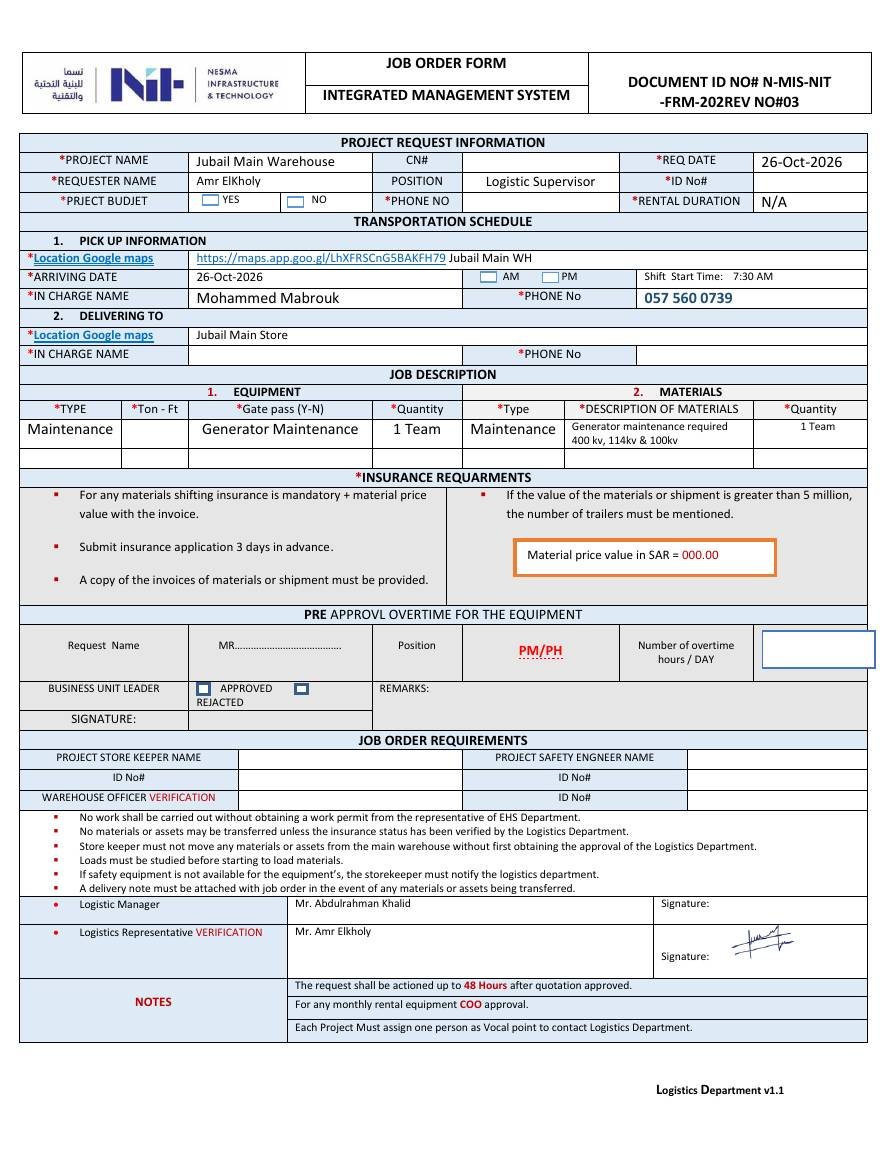 نسما
للبنية التحتية
والتقنية
NIT
NESMA
INFRASTRUCTURE
& TECHNOLOGY
JOB ORDER FORM
INTEGRATED MANAGEMENT SYSTEM
DOCUMENT ID NO# N-MIS-NIT
-FRM-202REV NO#03
PROJECT REQUEST INFORMATION
*PROJECT NAME Jubail Main Warehouse CN# *REQ DATE 26-Oct-2026
*REQUESTER NAME Amr ElKholy POSITION Logistic Supervisor *ID No#
*PRJECT BUDJET YES NO *PHONE NO *RENTAL DURATION N/A
TRANSPORTATION SCHEDULE
1. PICK UP INFORMATION
*Location Google maps https://maps.app.goo.gl/LhXFRSCnG5BAKFH79 Jubail Main WH
*ARRIVING DATE 26-Oct-2026 AM PM Shift Start Time: 7:30 AM
*IN CHARGE NAME Mohammed Mabrouk *PHONE No 057 560 0739
2. DELIVERING TO
*Location Google maps Jubail Main Store
*IN CHARGE NAME *PHONE No
JOB DESCRIPTION
1. EQUIPMENT 2. MATERIALS
*TYPE *Ton - Ft *Gate pass (Y-N) *Quantity *Type *DESCRIPTION OF MATERIALS *Quantity
Maintenance Generator Maintenance 1 Team Maintenance Generator maintenance required 1 Team
400 kv, 114kv & 100kv
*INSURANCE REQUARMENTS
▪ For any materials shifting insurance is mandatory + material price
value with the invoice.
▪ Submit insurance application 3 days in advance.
▪ A copy of the invoices of materials or shipment must be provided.
▪ If the value of the materials or shipment is greater than 5 million,
the number of trailers must be mentioned.
Material price value in SAR = 000.00
PRE APPROVL OVERTIME FOR THE EQUIPMENT
Request Name MR…………………………………. Position PM/PH Number of overtime
hours / DAY
BUSINESS UNIT LEADER APPROVED
REJACTED
REMARKS:
SIGNATURE:
JOB ORDER REQUIREMENTS
PROJECT STORE KEEPER NAME PROJECT SAFETY ENGNEER NAME
ID No# ID No#
WAREHOUSE OFFICER VERIFICATION ID No#
▪ No work shall be carried out without obtaining a work permit from the representative of EHS Department.
▪ No materials or assets may be transferred unless the insurance status has been verified by the Logistics Department.
▪ Store keeper must not move any materials or assets from the main warehouse without first obtaining the approval of the Logistics Department.
▪ Loads must be studied before starting to load materials.
▪ If safety equipment is not available for the equipment’s, the storekeeper must notify the logistics department.
▪ A delivery note must be attached with job order in the event of any materials or assets being transferred.
• Logistic Manager Mr. Abdulrahman Khalid Signature:
• Logistics Representative VERIFICATION Mr. Amr Elkholy Signature:
NOTES
The request shall be actioned up to 48 Hours after quotation approved.
For any monthly rental equipment COO approval.
Each Project Must assign one person as Vocal point to contact Logistics Department.
Logistics Department v1.1